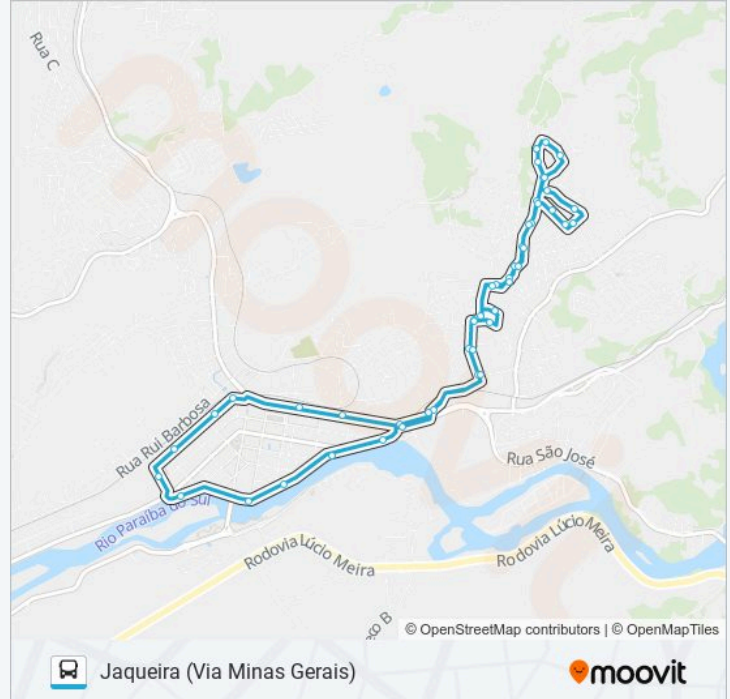 Rua C
Rua Rui Barbosa
Rio Paraíba do Sul
Rua São José
Rodovia Lúcio Meira
Rodovia Lúcio Meira
eço B
© OpenStreetMap contributors | © OpenMapTiles
Jaqueira (Via Minas Gerais)
moovit